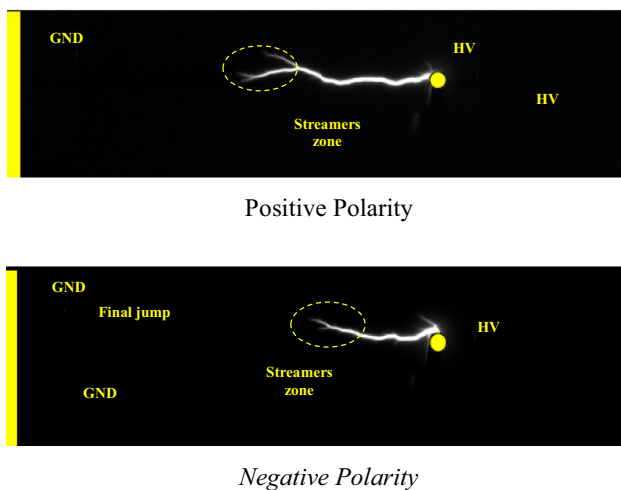 GND
HV
HV
Streamers
zone
Positive Polarity
GND
Final jump
HV
Streamers
zone
GND
Negative Polarity